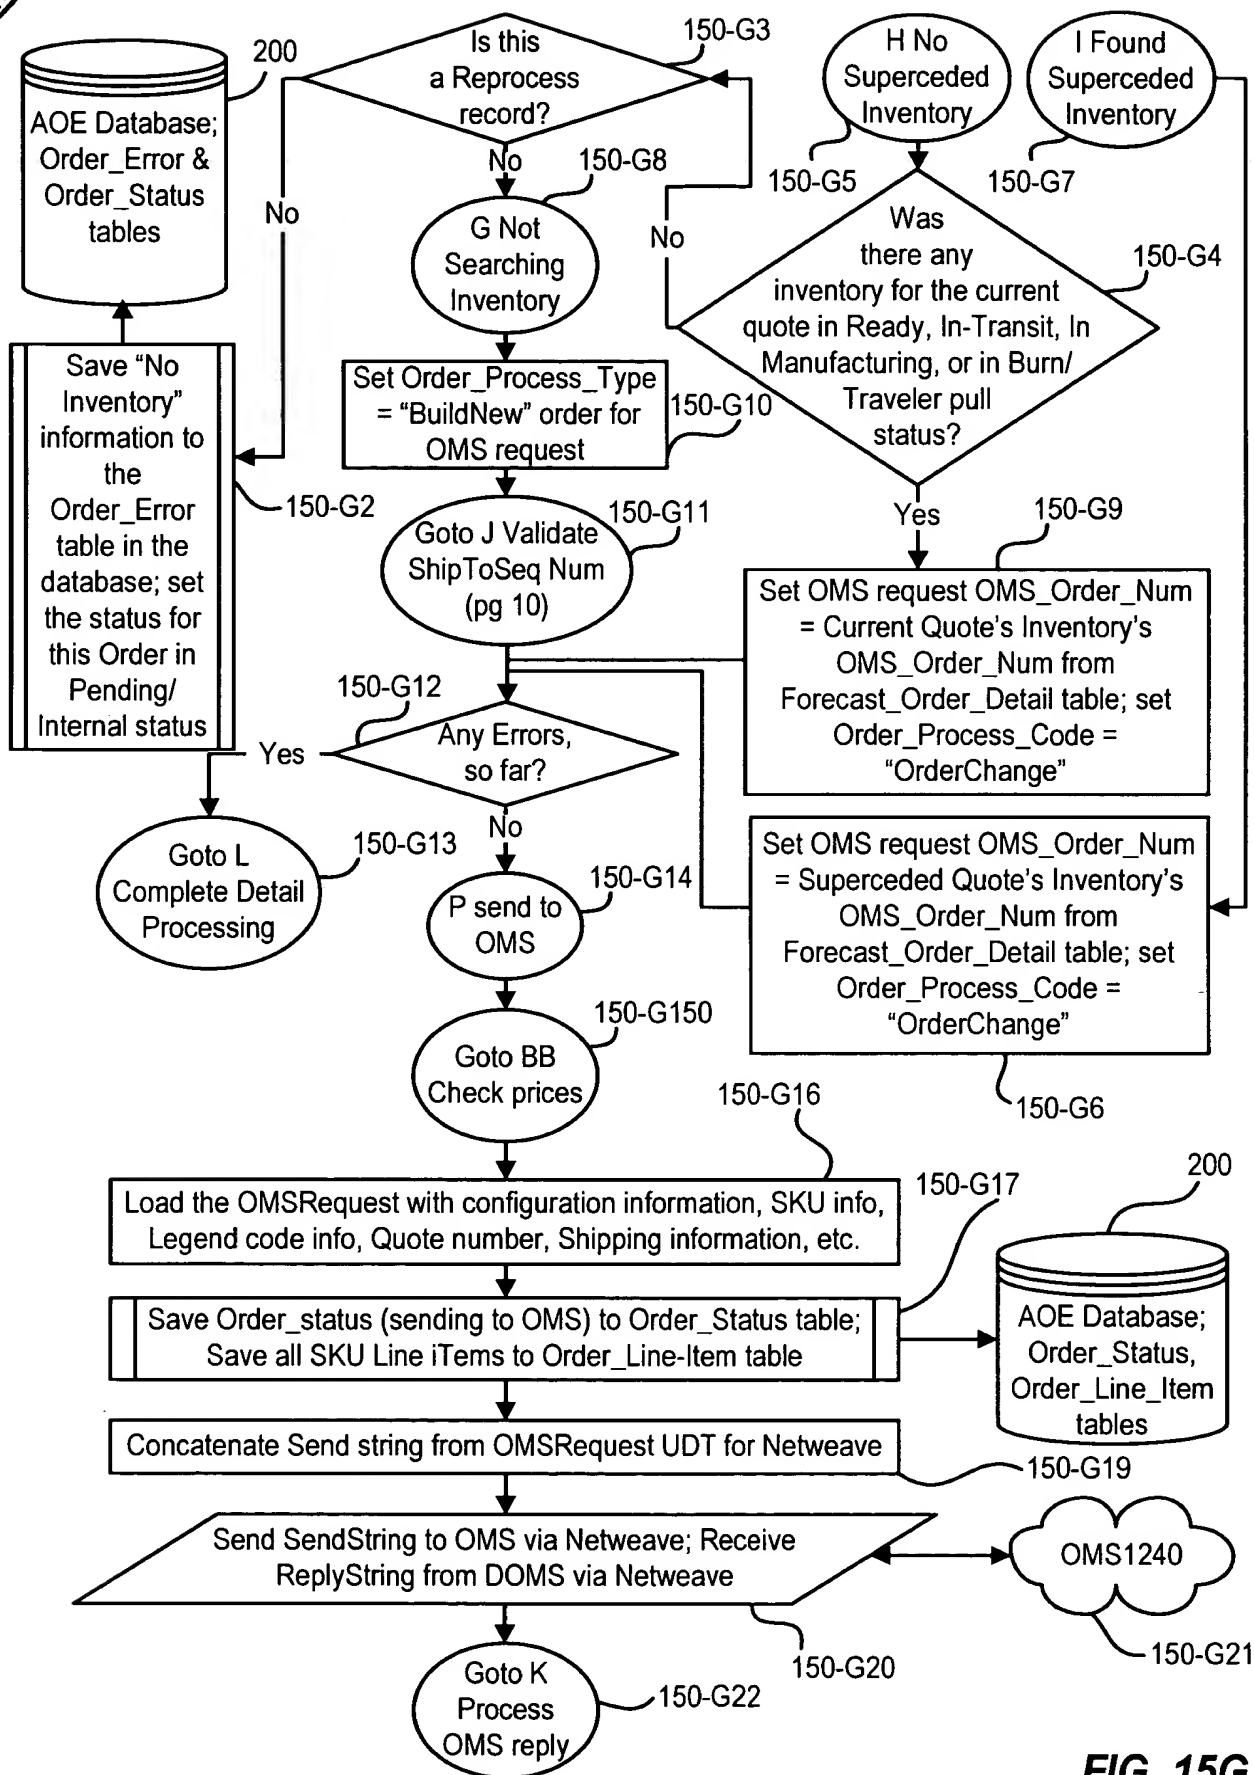 200
AOE Database;
Order_Error &
Order_Status
tables
Is this
a Reprocess
record?
150-G3
H No
Superceded
Inventory
I Found
Superceded
Inventory
150-G5
150-G7
No
No
150-G8
G Not
Searching
Inventory
No
Was
there any
inventory for the current
quote in Ready, In-Transit, In
Manufacturing, or in Burn/
Traveler pull
status?
150-G4
Save "No
Inventory"
information to
the
Order_Error
table in the
database; set
the status for
this Order in
Pending/
Internal status
150-G2
Set Order_Process_Type
= "BuildNew" order for
OMS request
150-G10
Goto J Validate
ShipToSeq Num
(pg 10)
150-G11
Yes
150-G9
Set OMS request OMS_Order_Num
= Current Quote's Inventory's
OMS_Order_Num from
Forecast_Order_Detail table; set
Order_Process_Code =
"OrderChange"
150-G12
Any Errors,
so far?
Yes
No
Goto L
Complete Detail
Processing
150-G13
P send to
OMS
150-G14
Set OMS request OMS_Order_Num
= Superceded Quote's Inventory's
OMS_Order_Num from
Forecast_Order_Detail table; set
Order_Process_Code =
"OrderChange"
150-G6
Goto BB
Check prices
150-G150
150-G16
Load the OMSRequest with configuration information, SKU info,
Legend code info, Quote number, Shipping information, etc.
150-G17
200
Save Order_status (sending to OMS) to Order_Status table;
Save all SKU Line iTems to Order_Line-Item table
AOE Database;
Order_Status,
Order_Line_Item
tables
Concatenate Send string from OMSRequest UDT for Netweave
150-G19
Send SendString to OMS via Netweave; Receive
ReplyString from DOMS via Netweave
OMS1240
150-G20
150-G21
Goto K
Process
OMS reply
150-G22
FIG. 15G